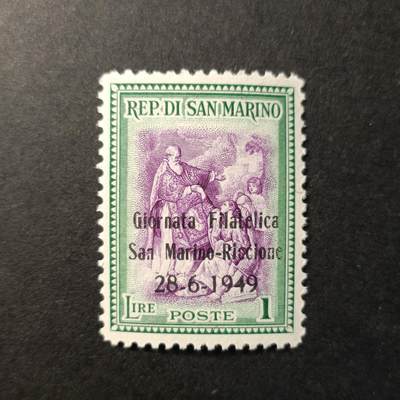 REP. DI SAN MARINO
Giornata Filatelica
San Marino-Riccione
28-6-1949
LIRE POSTE 1